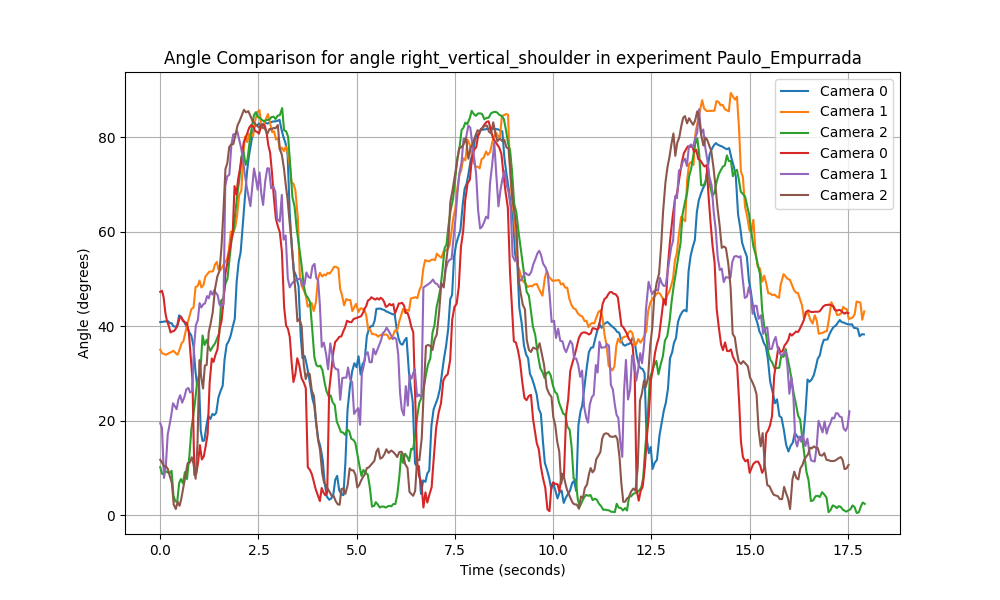 Angle Comparison for angle right_vertical_shoulder in experiment Paulo_Empurrada
Camera 0
Camera 1
Camera 2
Camera 0
Camera 1
Camera 2
80
60
40
20
0
Angle (degrees)
0.0 2.5 5.0 7.5 10.0 12.5 15.0 17.5
Time (seconds)